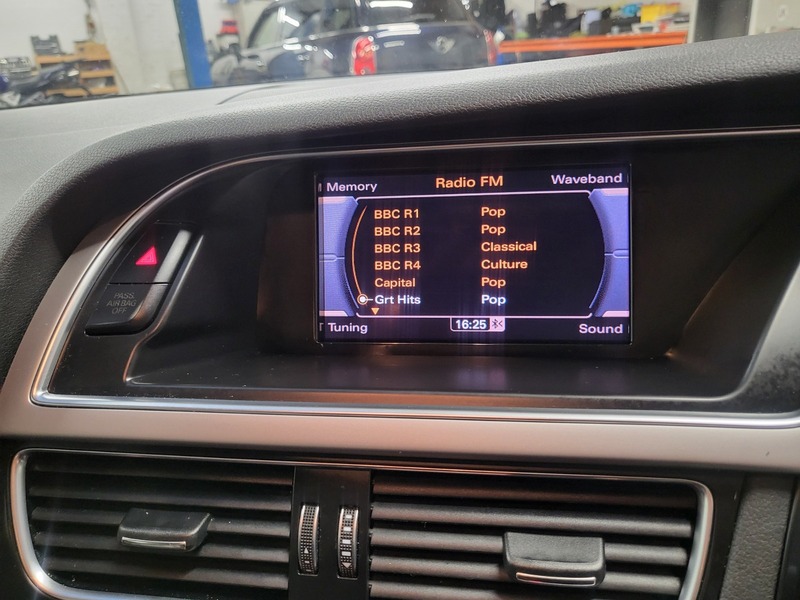 Memory Radio FM Waveband
BBC R1 Pop
BBC R2 Pop
BBC R3 Classical
BBC R4 Culture
Capital Pop
Grt Hits Pop
Tuning 16:25 Sound
PASS
AIR BAG
OFF